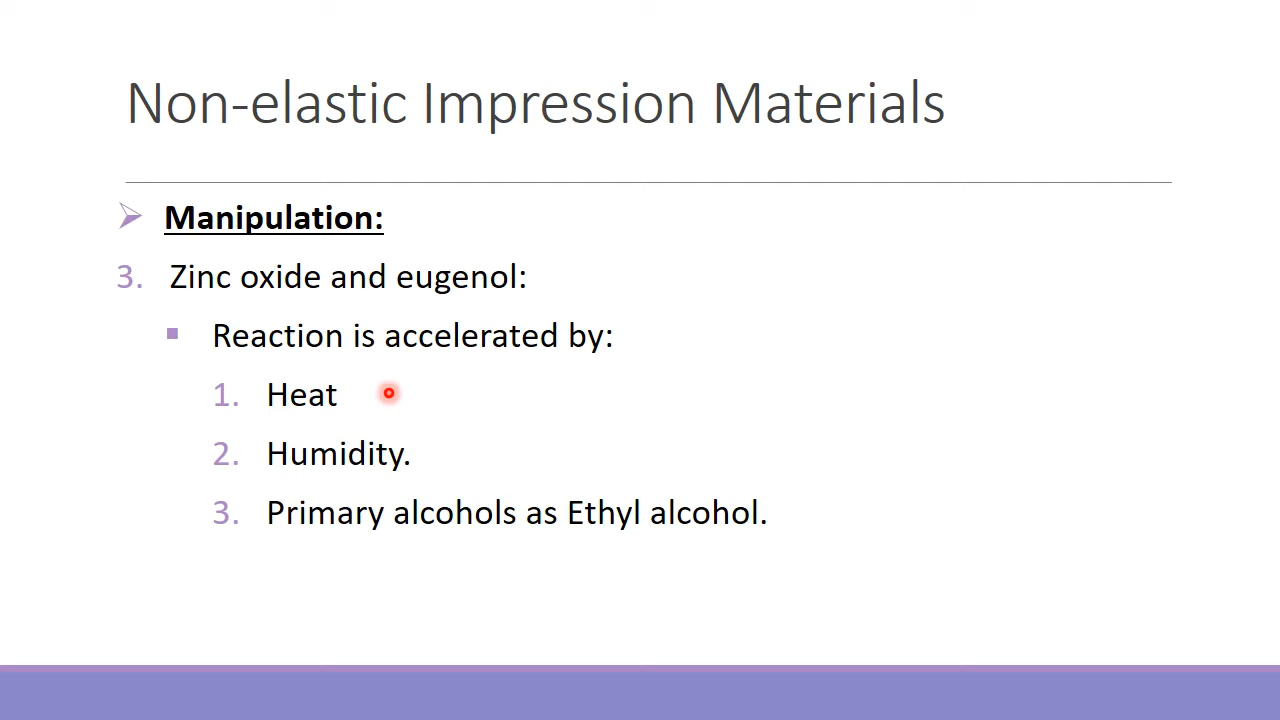 Non-elastic Impression Materials
Manipulation:
3. Zinc oxide and eugenol:
Reaction is accelerated by:
1. Heat
2. Humidity.
3. Primary alcohols as Ethyl alcohol.